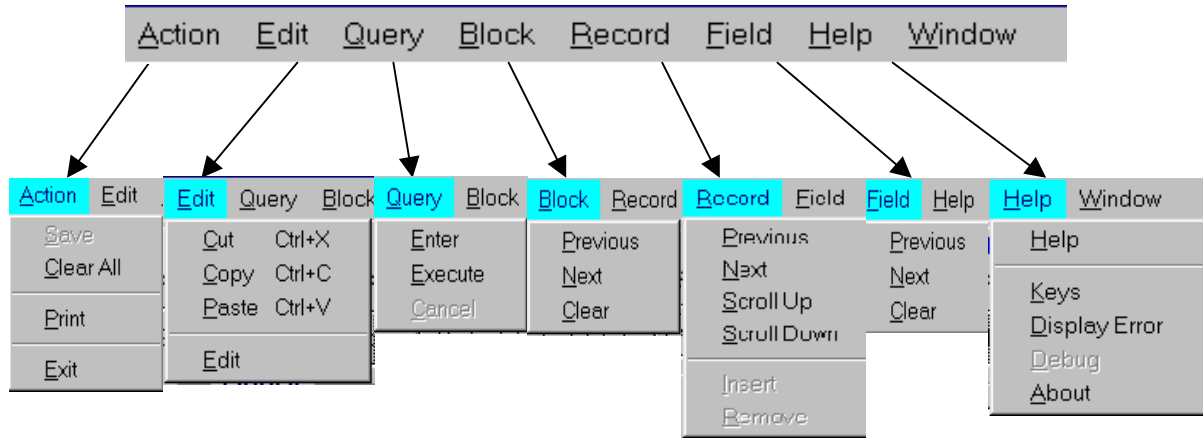 Action Edit Query Block Record Field Help Window
Action Edit
Save
Clear All
Print
Exit
Edit Query Block
Cut Ctrl+X
Copy Ctrl+C
Paste Ctrl+V
Edit
Query Block
Enter
Execute
Cancel
Block Record
Previous
Next
Clear
Record Field
Previous
Next
Scroll Up
Scroll Down
Insert
Remove
Field Help
Previous
Next
Clear
Help Window
Help
Keys
Display Error
Debug
About